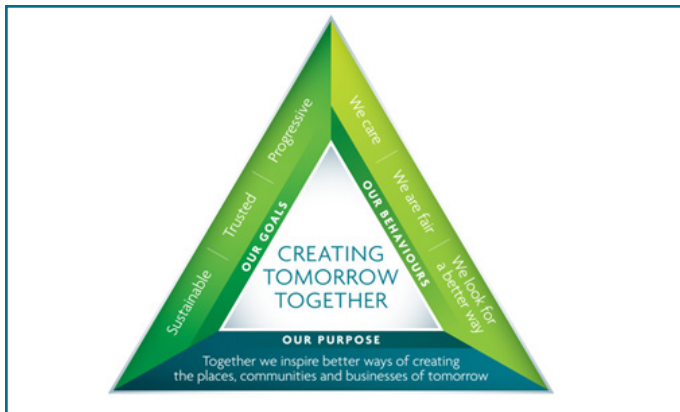 Sustainable | Trusted | Progressive
OUR GOALS
We care | We are fair | We look for
a better way
OUR BEHAVIOURS
CREATING
TOMORROW
TOGETHER
OUR PURPOSE
Together we inspire better ways of creating
the places, communities and businesses of tomorrow